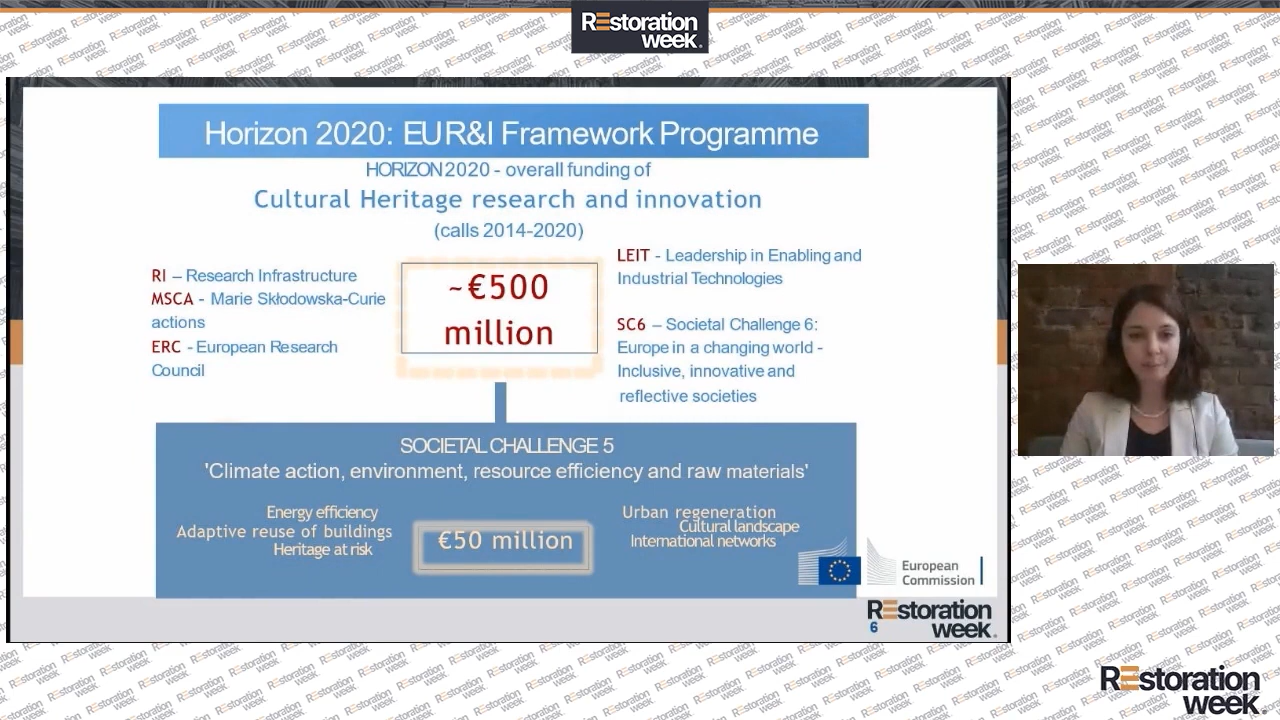 REstoration
week.
Horizon 2020: EUR&I Framework Programme
HORIZON 2020 - overall funding of
Cultural Heritage research and innovation
(calls 2014-2020)
RI – Research Infrastructure
MSCA - Marie Skłodowska-Curie
actions
ERC - European Research
Council
~€500
million
LEIT - Leadership in Enabling and
Industrial Technologies
SC6 – Societal Challenge 6:
Europe in a changing world -
Inclusive, innovative and
reflective societies
SOCIETAL CHALLENGE 5
'Climate action, environment, resource efficiency and raw materials'
Energy efficiency
Adaptive reuse of buildings
Heritage at risk
€50 million
Urban regeneration
Cultural landscape
International networks
European
Commission
REstoration
week.
6
REstoration
week.